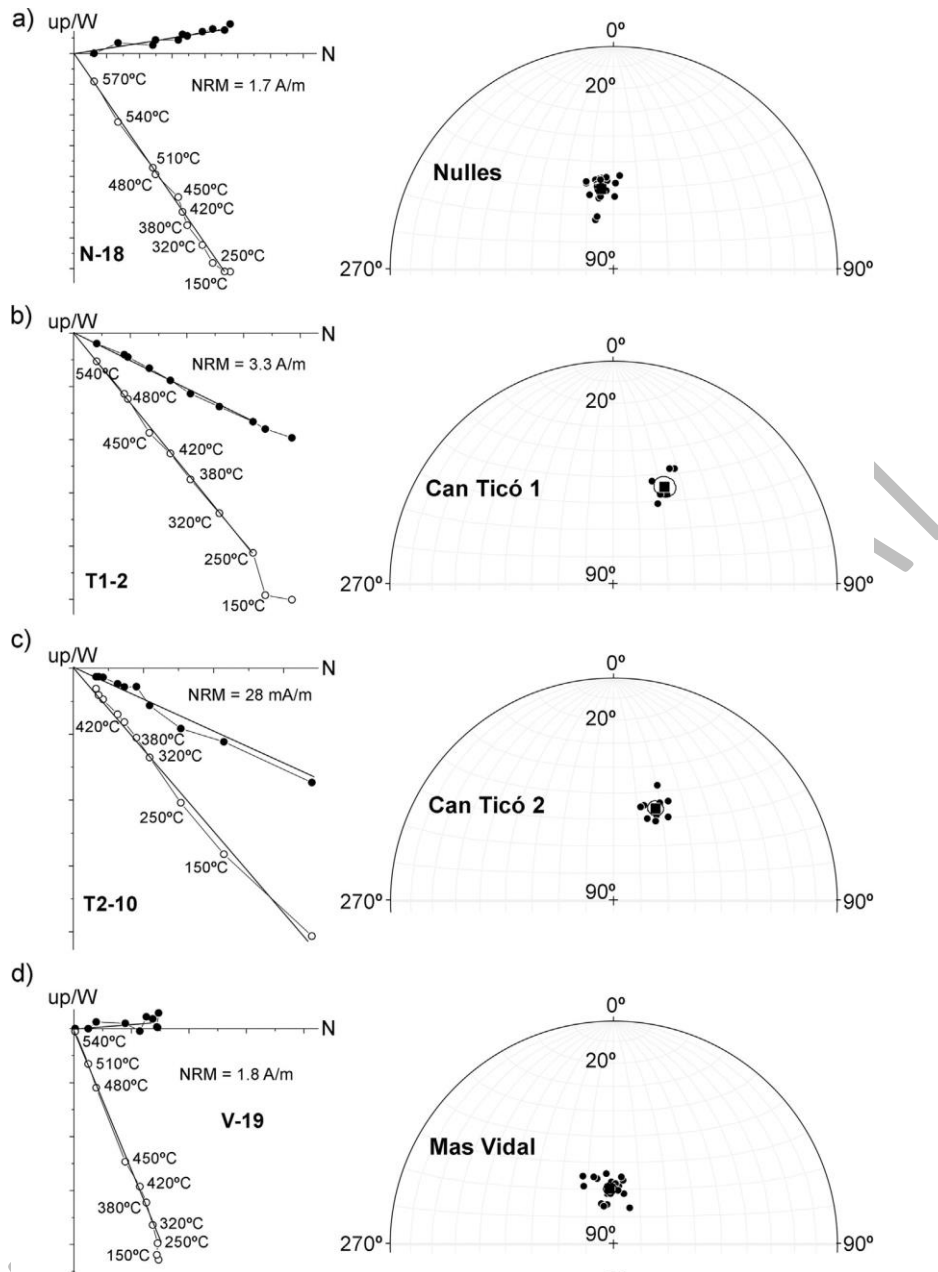 a)
up/W
N
NRM = 1.7 A/m
570ºC
540ºC
510ºC
480ºC
450ºC
420ºC
380ºC
320ºC
250ºC
150ºC
N-18
0º
20º
Nulles
90º
270º
90º
b)
up/W
N
NRM = 3.3 A/m
540ºC
480ºC
450ºC
420ºC
380ºC
320ºC
250ºC
150ºC
T1-2
0º
20º
Can Ticó 1
90º
270º
90º
c)
up/W
N
NRM = 28 mA/m
420ºC
380ºC
320ºC
250ºC
150ºC
T2-10
0º
20º
Can Ticó 2
90º
270º
90º
d)
up/W
N
540ºC
510ºC
NRM = 1.8 A/m
480ºC
V-19
450ºC
420ºC
380ºC
320ºC
250ºC
150ºC
0º
20º
Mas Vidal
90º
270º
90º